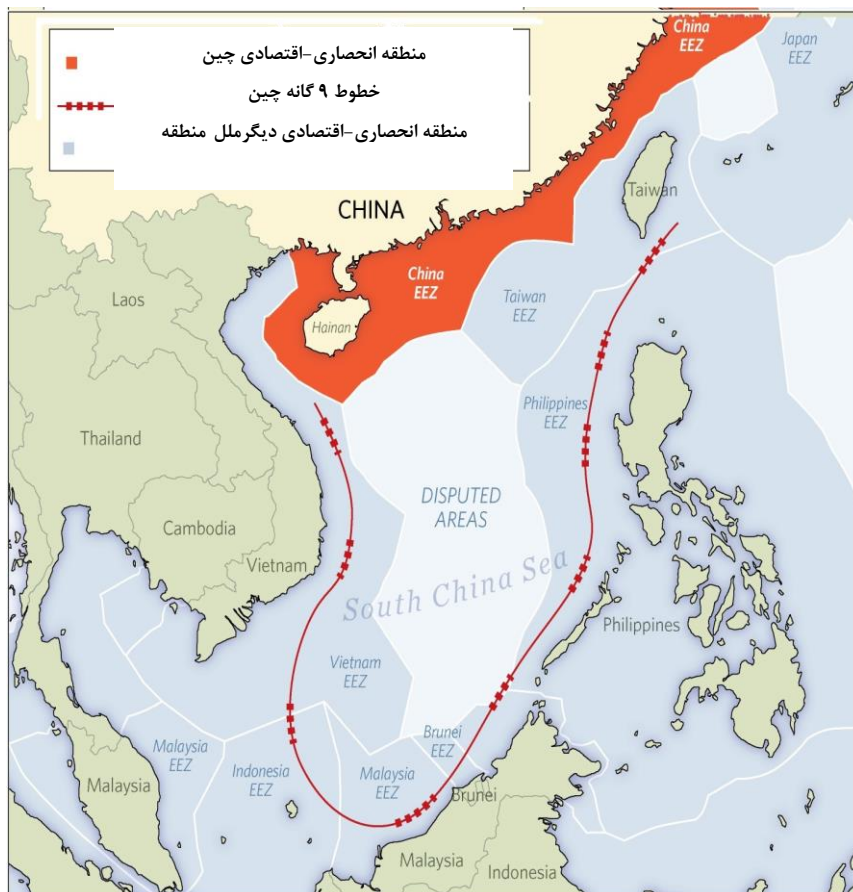 منطقه انحصاری-اقتصادی چین
خطوط ۹ گانه چین
منطقه انحصاری-اقتصادی دیگرملل منطقه
China
EEZ
Japan
EEZ
CHINA
Taiwan
China
EEZ
Hainan
Laos
Taiwan
EEZ
Thailand
Philippines
EEZ
DISPUTED
AREAS
Cambodia
Vietnam
South China Sea
Philippines
Vietnam
EEZ
Malaysia
EEZ
Malaysia
Indonesia
EEZ
Malaysia
EEZ
Brunei
EEZ
Brunei
Malaysia
Indonesia